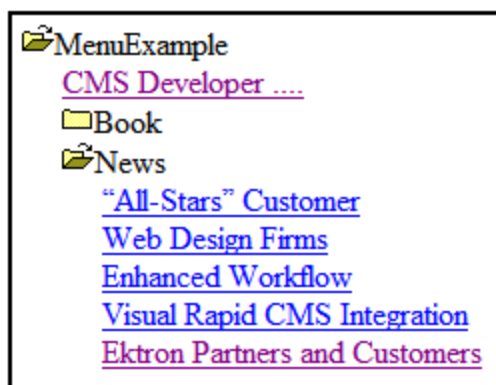 MenuExample
CMS Developer ....
Book
News
“All-Stars” Customer
Web Design Firms
Enhanced Workflow
Visual Rapid CMS Integration
Ektron Partners and Customers